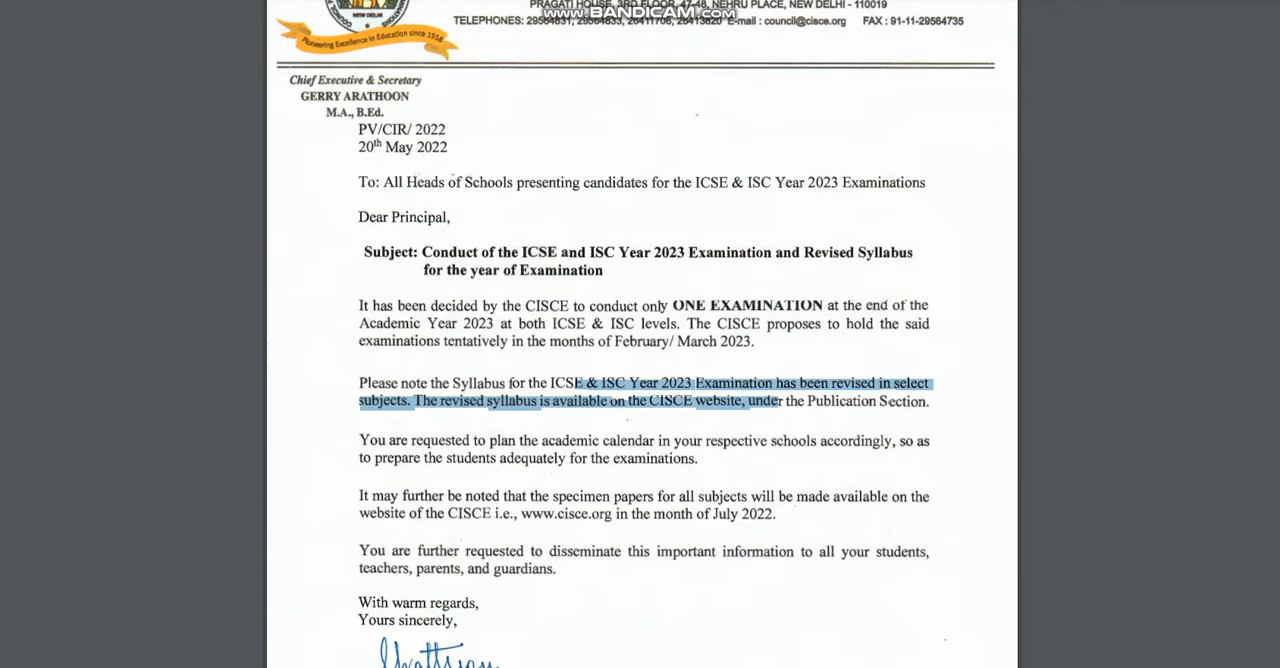 NEW DELHI
Pioneering Excellence in Education since 1958
PRAGATI HOUSE, 3RD FLOOR, 47-48, NEHRU PLACE, NEW DELHI - 110019
www.BANDICAM.com
TELEPHONES: 29564831, 29564833, 26411706, 26413820 E-mail : council@cisce.org FAX : 91-11-29564735
Chief Executive & Secretary
GERRY ARATHOON
M.A., B.Ed.
PV/CIR/ 2022
20th May 2022
To: All Heads of Schools presenting candidates for the ICSE & ISC Year 2023 Examinations
Dear Principal,
Subject: Conduct of the ICSE and ISC Year 2023 Examination and Revised Syllabus
for the year of Examination
It has been decided by the CISCE to conduct only ONE EXAMINATION at the end of the
Academic Year 2023 at both ICSE & ISC levels. The CISCE proposes to hold the said
examinations tentatively in the months of February/ March 2023.
Please note the Syllabus for the ICSE & ISC Year 2023 Examination has been revised in select
subjects. The revised syllabus is available on the CISCE website, under the Publication Section.
You are requested to plan the academic calendar in your respective schools accordingly, so as
to prepare the students adequately for the examinations.
It may further be noted that the specimen papers for all subjects will be made available on the
website of the CISCE i.e., www.cisce.org in the month of July 2022.
You are further requested to disseminate this important information to all your students,
teachers, parents, and guardians.
With warm regards,
Yours sincerely,